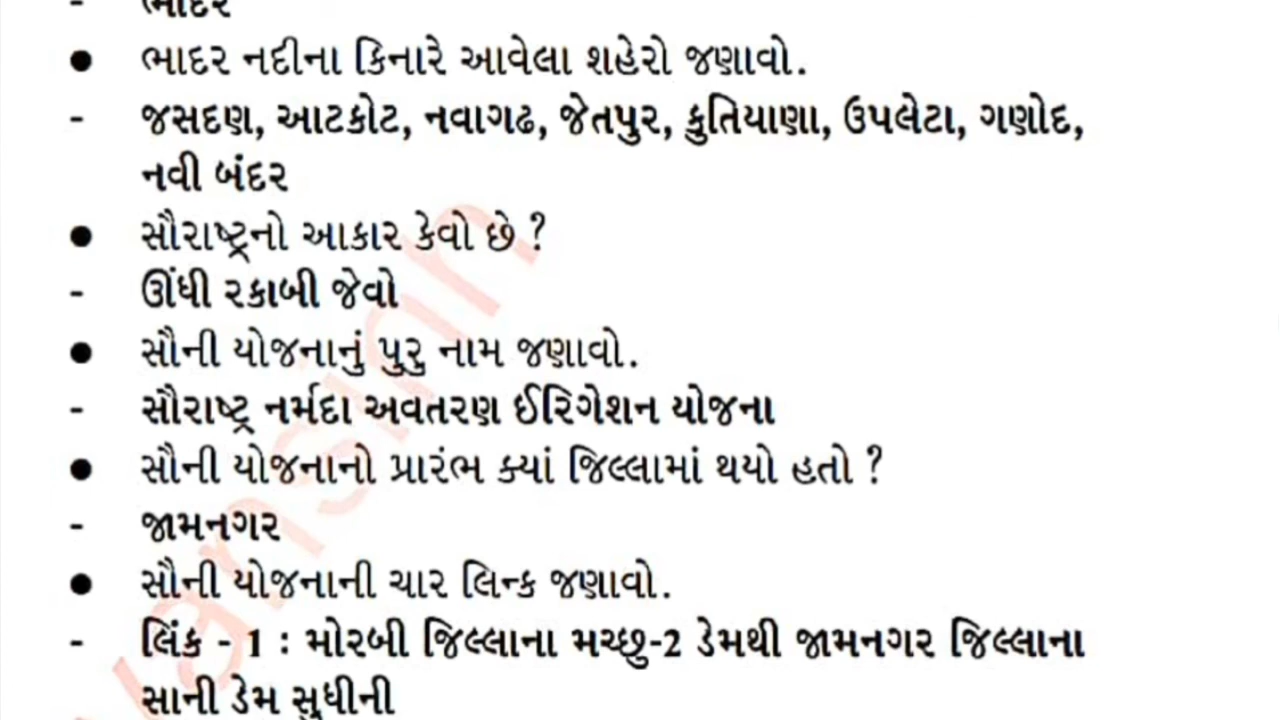 ભાદર
● ભાદર નદીના કિનારે આવેલા શહેરો જણાવો.
- જસદણ, આટકોટ, નવાગઢ, જેતપુર, કુતિયાણા, ઉપલેટા, ગણોદ,
નવી બંદર
● સૌરાષ્ટ્રનો આકાર કેવો છે ?
- ઊંધી રકાબી જેવો
● સૌની યોજનાનું પુરુ નામ જણાવો.
- સૌરાષ્ટ્ર નર્મદા અવતરણ ઈરિગેશન યોજના
● સૌની યોજનાનો પ્રારંભ ક્યાં જિલ્લામાં થયો હતો ?
- જામનગર
● સૌની યોજનાની ચાર લિન્ક જણાવો.
- લિંક - 1 : મોરબી જિલ્લાના મચ્છુ-2 ડેમથી જામનગર જિલ્લાના
સાની ડેમ સુધીની